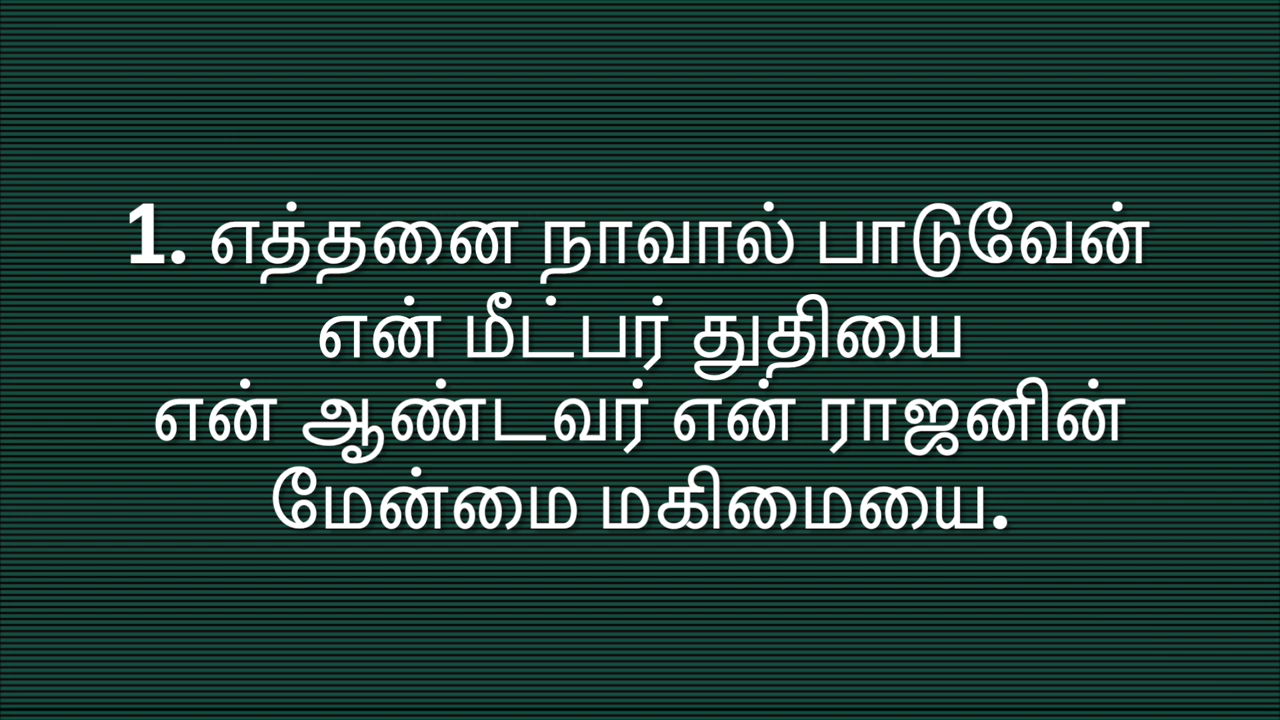 1. எத்தனை நாவால் பாடுவேன்
என் மீட்பர் துதியை
என் ஆண்டவர் என் ராஜனின்
மேன்மை மகிமையை.